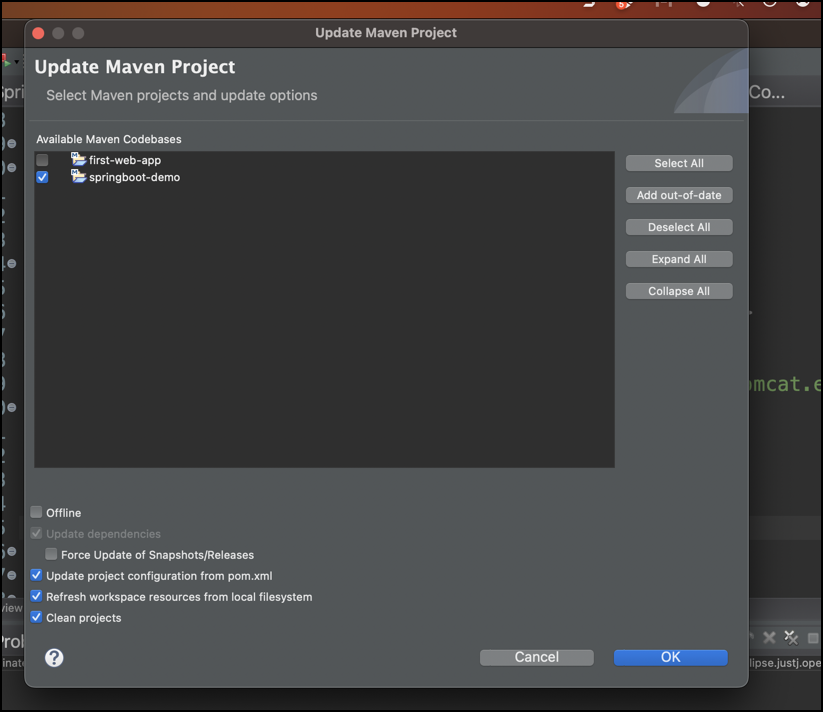 5
Update Maven Project
Update Maven Project
Select Maven projects and update options
Co...
Available Maven Codebases
first-web-app
springboot-demo
Select All
Add out-of-date
Deselect All
Expand All
Collapse All
omcat.e
Offline
Update dependencies
Force Update of Snapshots/Releases
Update project configuration from pom.xml
Refresh workspace resources from local filesystem
Clean projects
view
Prob
?
Cancel
OK
inate
lipse.justj.ope